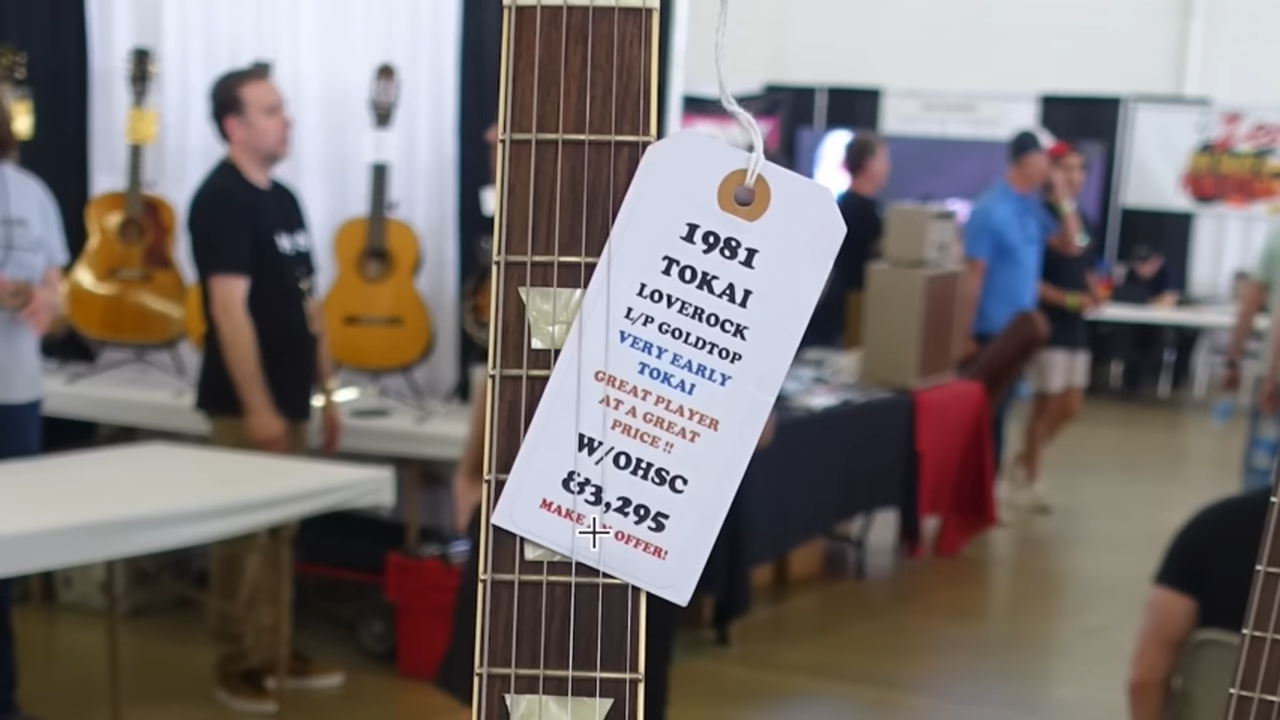 1981
TOKAI
LOVEROCK
L/P GOLDTOP
VERY EARLY
TOKAI
GREAT PLAYER
AT A GREAT
PRICE !!
W/OHSC
&3,295
MAKE AN OFFER!